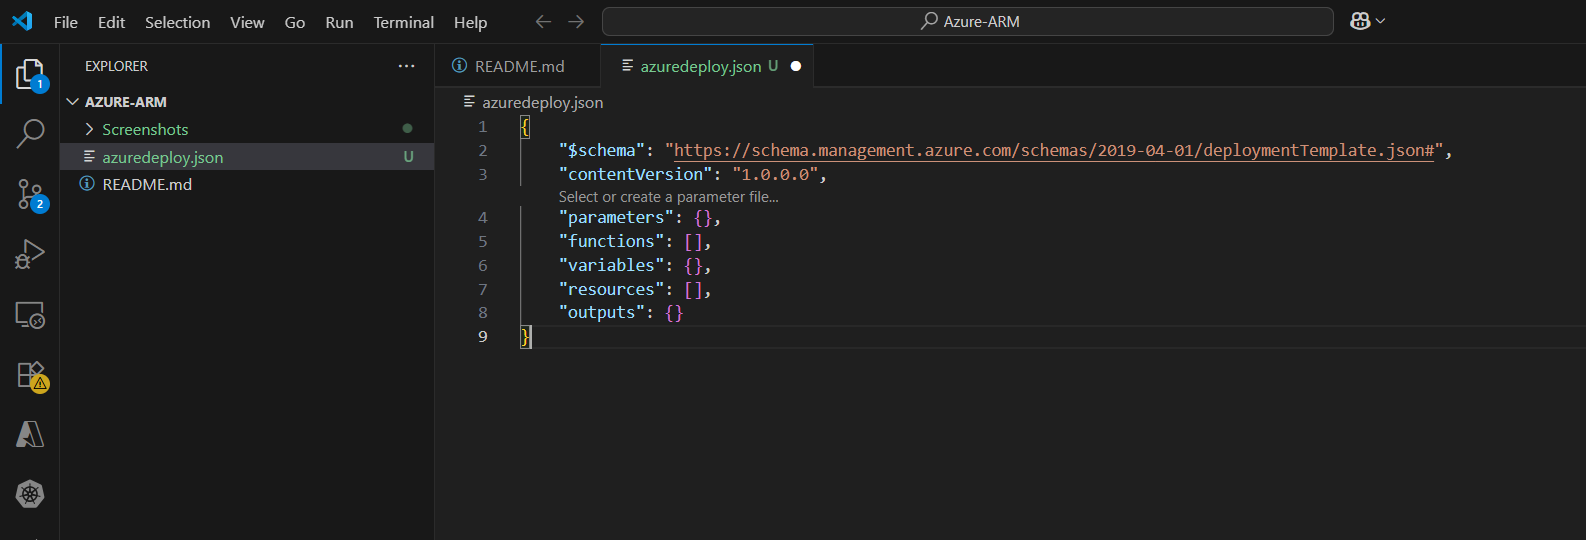 File Edit Selection View Go Run Terminal Help
Azure-ARM
EXPLORER
AZURE-ARM
Screenshots
azuredeploy.json U
README.md
1
2
README.md
azuredeploy.json U
azuredeploy.json
1 {
2 "$schema": "https://schema.management.azure.com/schemas/2019-04-01/deploymentTemplate.json#",
3 "contentVersion": "1.0.0.0",
Select or create a parameter file...
4 "parameters": {},
5 "functions": [],
6 "variables": {},
7 "resources": [],
8 "outputs": {}
9 }